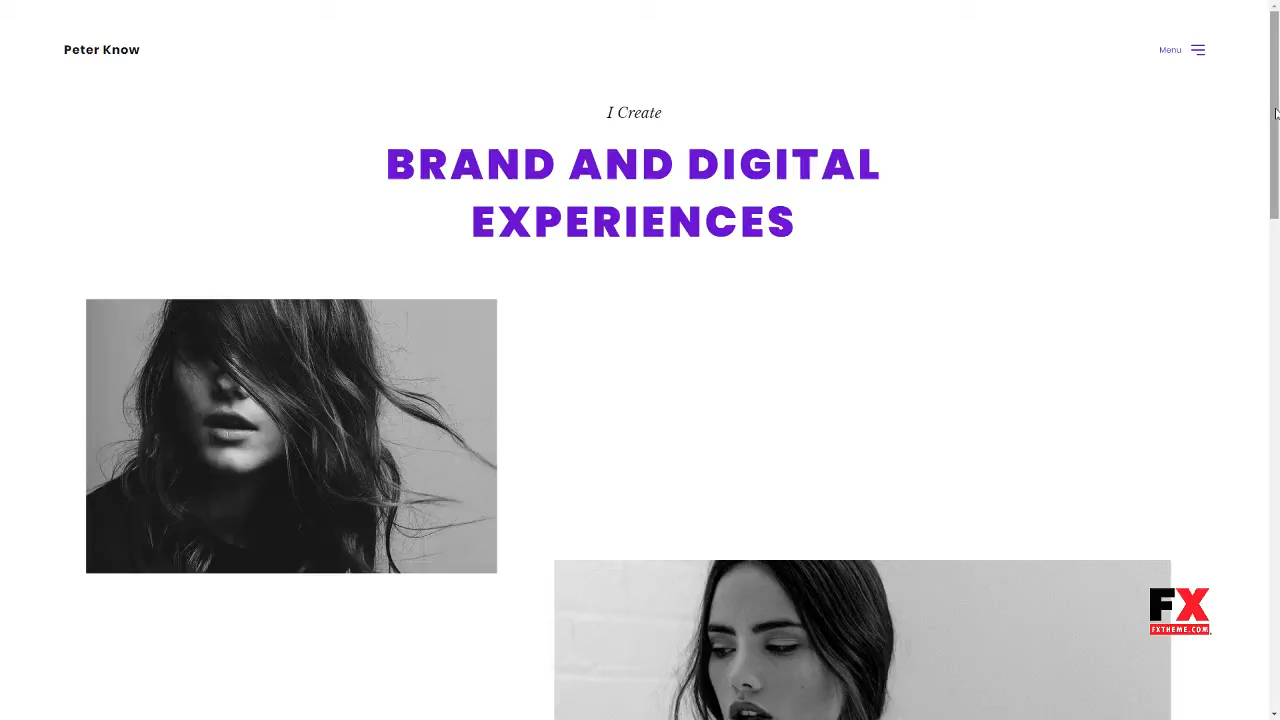 Peter Know
Menu
I Create
BRAND AND DIGITAL
EXPERIENCES
FX
FXTHEME.COM